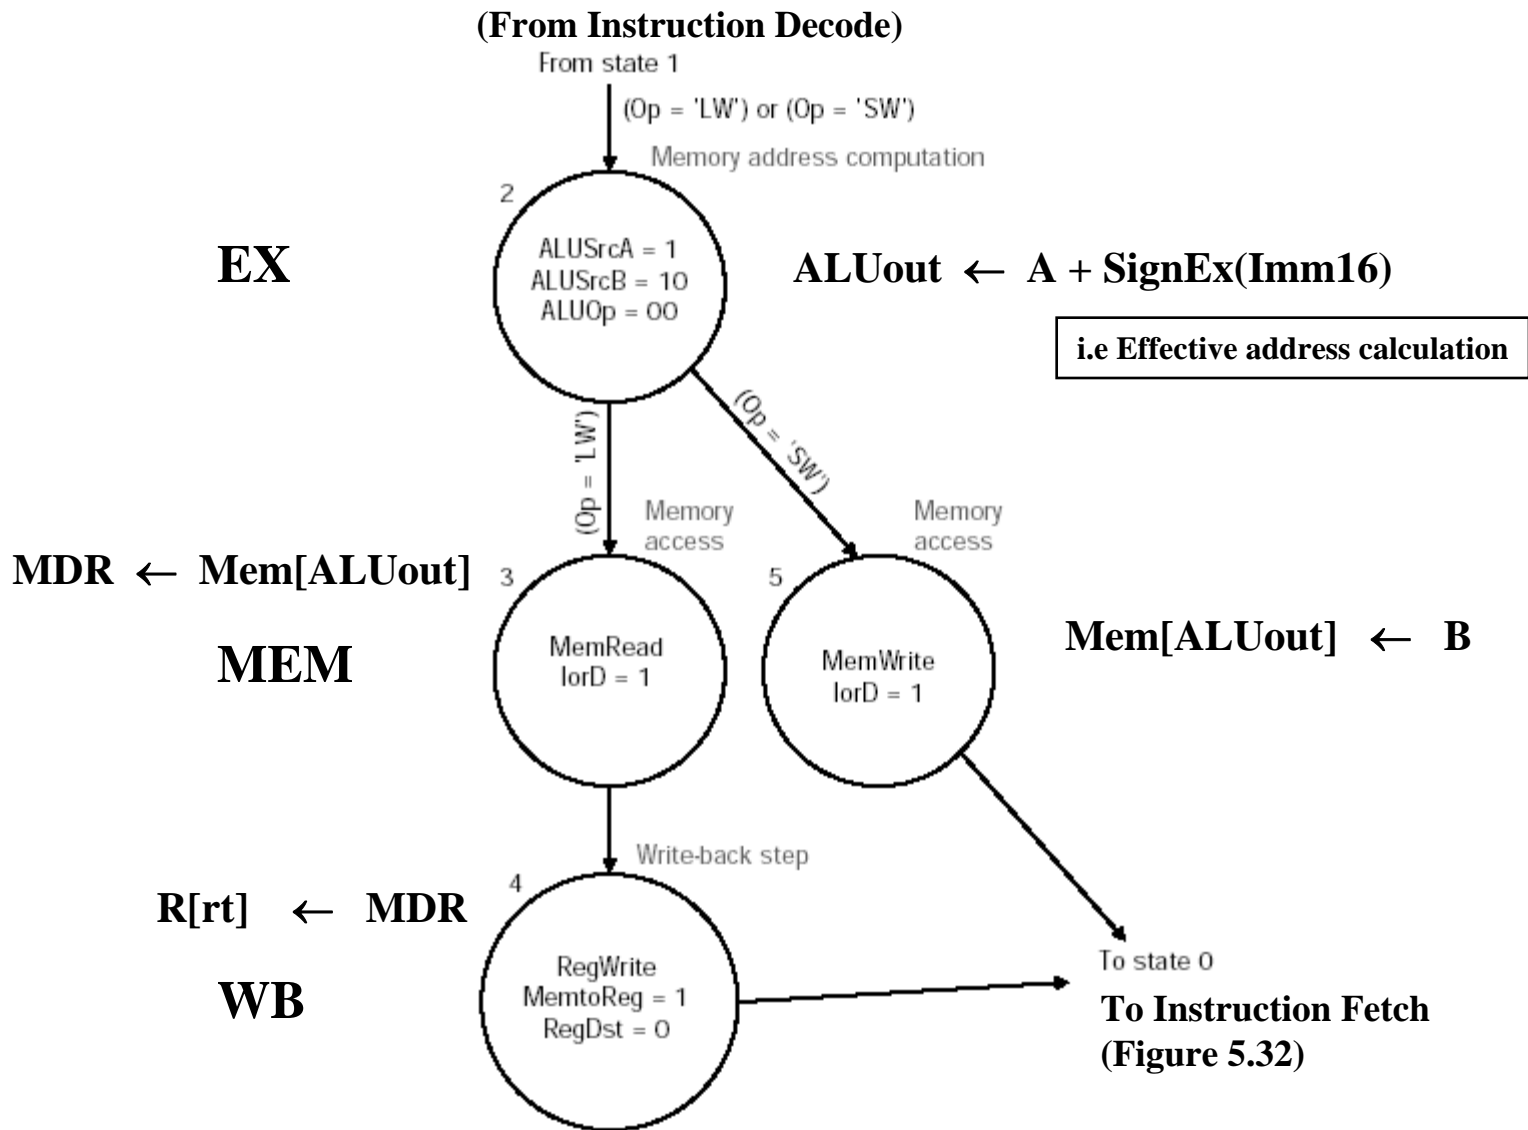 (From Instruction Decode)
From state 1
(Op = 'LW') or (Op = 'SW')
Memory address computation
2
EX
ALUSrcA = 1
ALUSrcB = 10
ALUOp = 00
ALUout ← A + SignEx(Imm16)
i.e Effective address calculation
(Op = 'LW')
(Op = 'SW')
Memory
access
Memory
access
MDR ← Mem[ALUout]
3
5
MEM
MemRead
IorD = 1
MemWrite
IorD = 1
Mem[ALUout] ← B
Write-back step
4
R[rt] ← MDR
WB
RegWrite
MemtoReg = 1
RegDst = 0
To state 0
To Instruction Fetch
(Figure 5.32)